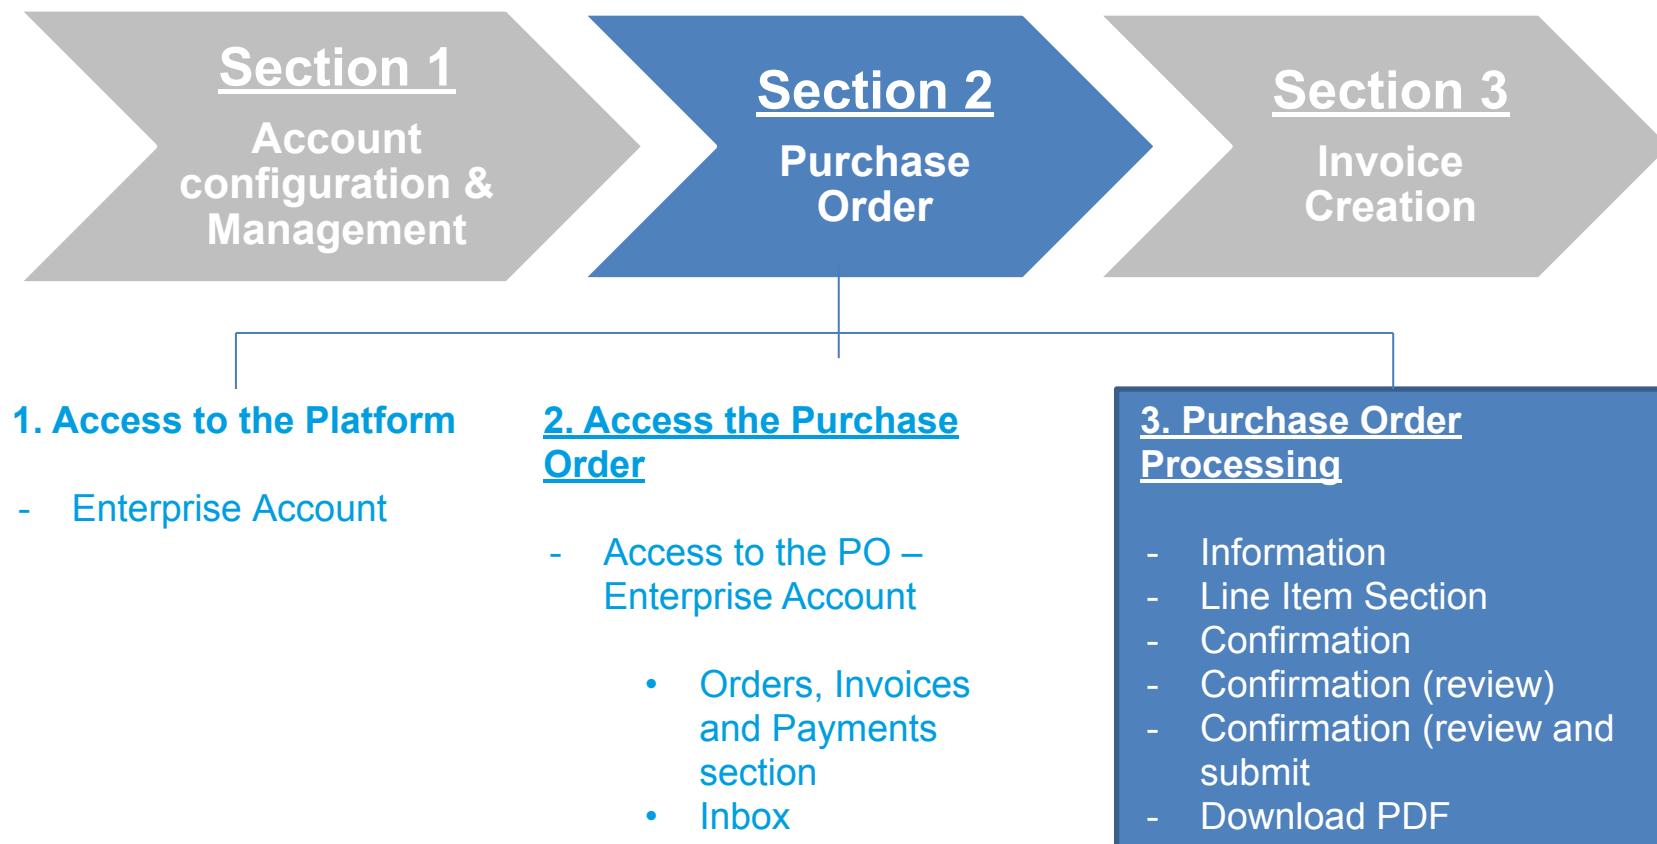 Section 1
Account
configuration &
Management
Section 2
Purchase
Order
Section 3
Invoice
Creation
1. Access to the Platform
- Enterprise Account
2. Access the Purchase
Order
- Access to the PO –
Enterprise Account
• Orders, Invoices
and Payments
section
• Inbox
3. Purchase Order
Processing
- Information
- Line Item Section
- Confirmation
- Confirmation (review)
- Confirmation (review and
submit
- Download PDF